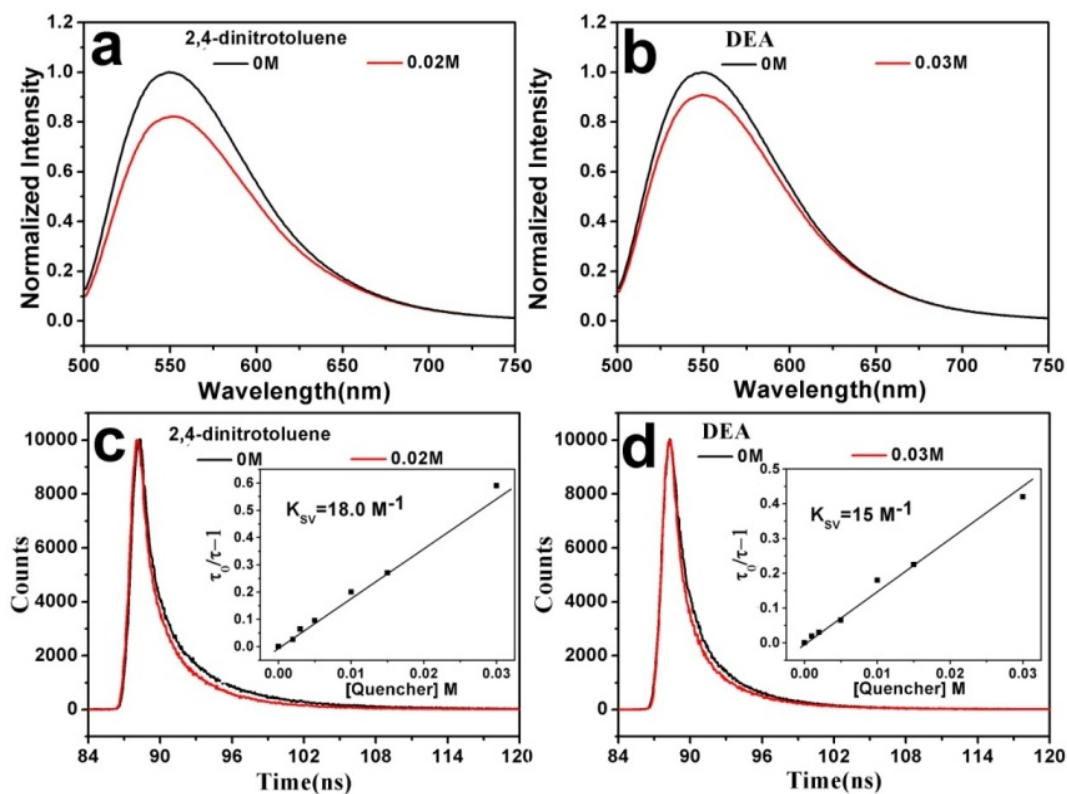 a
2,4-dinitrotoluene
0M 0.02M
Normalized Intensity
1.2
1.0
0.8
0.6
0.4
0.2
0.0
500 550 600 650 700 750
Wavelength(nm)
b
DEA
0M 0.03M
Normalized Intensity
1.2
1.0
0.8
0.6
0.4
0.2
0.0
500 550 600 650 700 750
Wavelength(nm)
c
2,4-dinitrotoluene
0M 0.02M
Counts
10000
8000
6000
4000
2000
0
84 90 96 102 108 114 120
Time(ns)
K_SV=18.0 M⁻¹
τ₀/τ−1
0.6
0.5
0.4
0.3
0.2
0.1
0.0
0.00 0.01 0.02 0.03
[Quencher] M
d
DEA
0M 0.03M
Counts
10000
8000
6000
4000
2000
0
84 90 96 102 108 114 120
Time(ns)
K_SV=15 M⁻¹
τ₀/τ−1
0.5
0.4
0.3
0.2
0.1
0.0
0.00 0.01 0.02 0.03
[Quencher] M